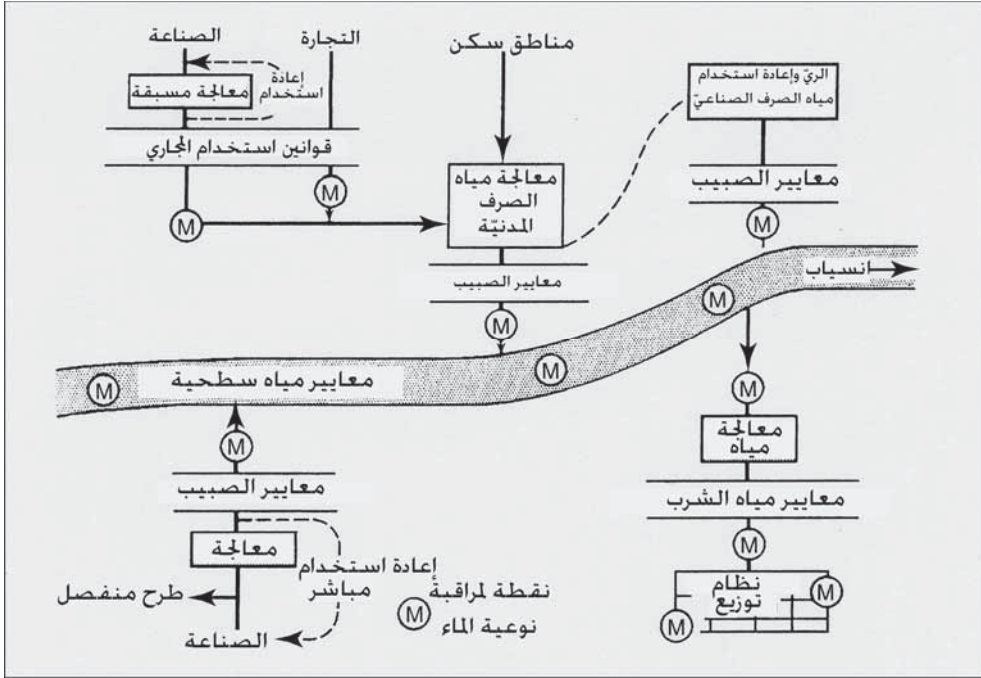 الصناعة
التجارة
مناطق سكن
إعادة
استخدام
معالجة مسبقة
الريّ وإعادة استخدام
مياه الصرف الصناعيّ
قوانين استخدام المجاري
معالجة مياه
الصرف
المدنيّة
معايير الصبيب
M
M
M
معايير الصبيب
انسياب
M
M
M
معايير مياه سطحية
M
M
M
معالجة
مياه
معايير الصبيب
معايير مياه الشرب
معالجة
M
إعادة استخدام
مباشر
طرح منفصل
الصناعة
نقطة لمراقبة
نوعية الماء
M
نظام
توزيع
M
M